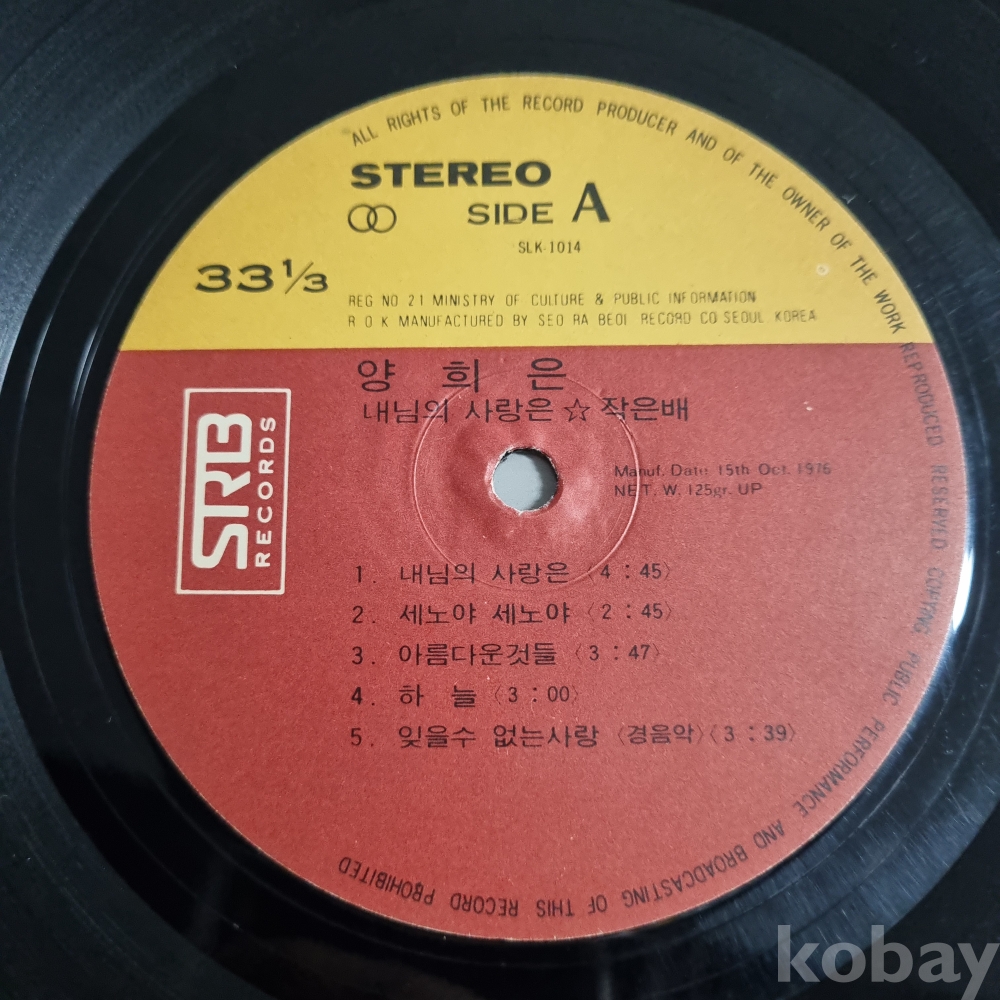 ALL RIGHTS OF THE RECORD PRODUCER AND OF THE OWNER OF THE WORK REPRODUCED RESERVED COPYING, PUBLIC PERFORMANCE AND BROADCASTING OF THIS RECORD PROHIBITED
STEREO
SIDE A
SLK-1014
33 1/3
REG NO 21 MINISTRY OF CULTURE & PUBLIC INFORMATION
R O K MANUFACTURED BY SEO RA BEOL RECORD CO SEOUL KOREA
양 희 은
내님의 사랑은 ☆ 작은배
STRB RECORDS
Manuf. Date 15th Oct. 1976
NET. W. 125gr. UP
1. 내님의 사랑은 〈4 : 45〉
2. 세노야 세노야 〈2 : 45〉
3. 아름다운것들 〈3 : 47〉
4. 하 늘 〈3 : 00〉
5. 잊을수 없는사랑 〈경음악〉〈3 : 39〉
kobay